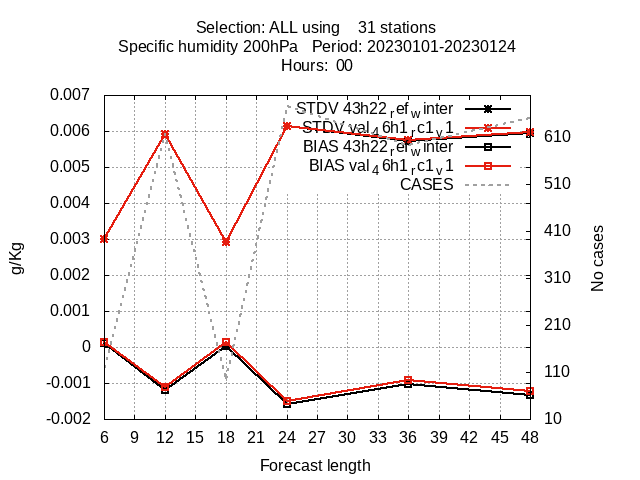 Selection: ALL using    31 stations
Specific humidity 200hPa   Period: 20230101-20230124
Hours:  00
0.007
0.006
0.005
0.004
0.003
0.002
0.001
0
-0.001
-0.002
g/Kg
STDV 43h22_ref_winter
STDV val_46h1_rc1_v1
BIAS 43h22_ref_winter
BIAS val_46h1_rc1_v1
CASES
610
510
410
310
210
110
10
No cases
6 9 12 15 18 21 24 27 30 33 36 39 42 45 48
Forecast length